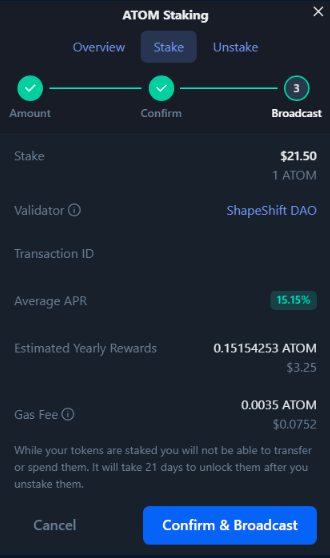 ATOM Staking
Overview Stake Unstake
3
Amount Confirm Broadcast
Stake $21.50
1 ATOM
Validator ShapeShift DAO
Transaction ID
Average APR 15.15%
Estimated Yearly Rewards 0.15154253 ATOM
$3.25
Gas Fee 0.0035 ATOM
$0.0752
While your tokens are staked you will not be able to transfer
or spend them. It will take 21 days to unlock them after you
unstake them.
Cancel Confirm & Broadcast